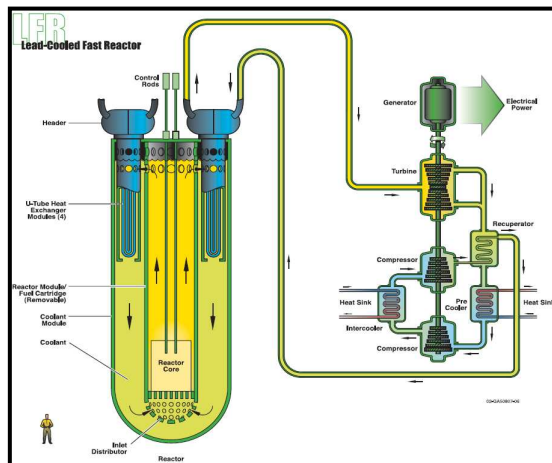 LFR
Lead-Cooled Fast Reactor
Control
Rods
Header
U-Tube Heat
Exchanger
Modules (4)
Reactor Module/
Fuel Cartridge
(Removable)
Coolant
Module
Coolant
Reactor
Core
Inlet
Distributor
Reactor
Generator
Electrical
Power
Turbine
Recuperator
Compressor
Heat Sink
Intercooler
Pre
Cooler
Heat Sink
Compressor